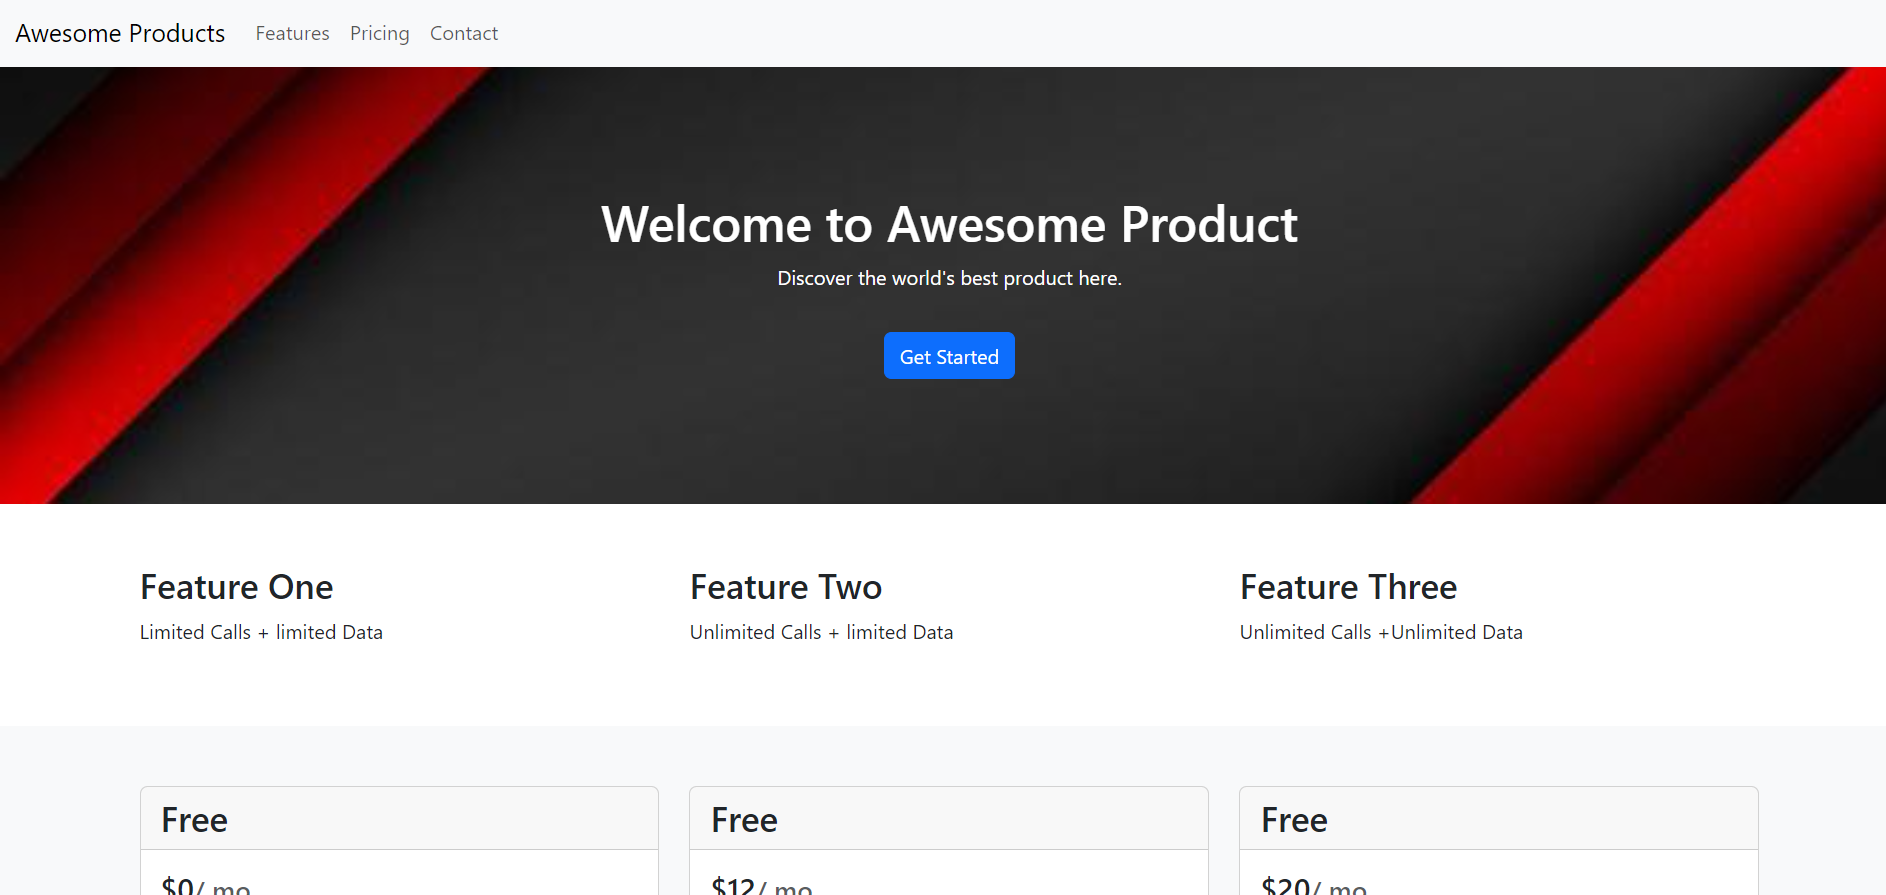 Awesome Products Features Pricing Contact
Welcome to Awesome Product
Discover the world's best product here.
Get Started
Feature One
Limited Calls + limited Data
Feature Two
Unlimited Calls + limited Data
Feature Three
Unlimited Calls +Unlimited Data
Free
$0/ mo
Free
$12/ mo
Free
$20/ mo